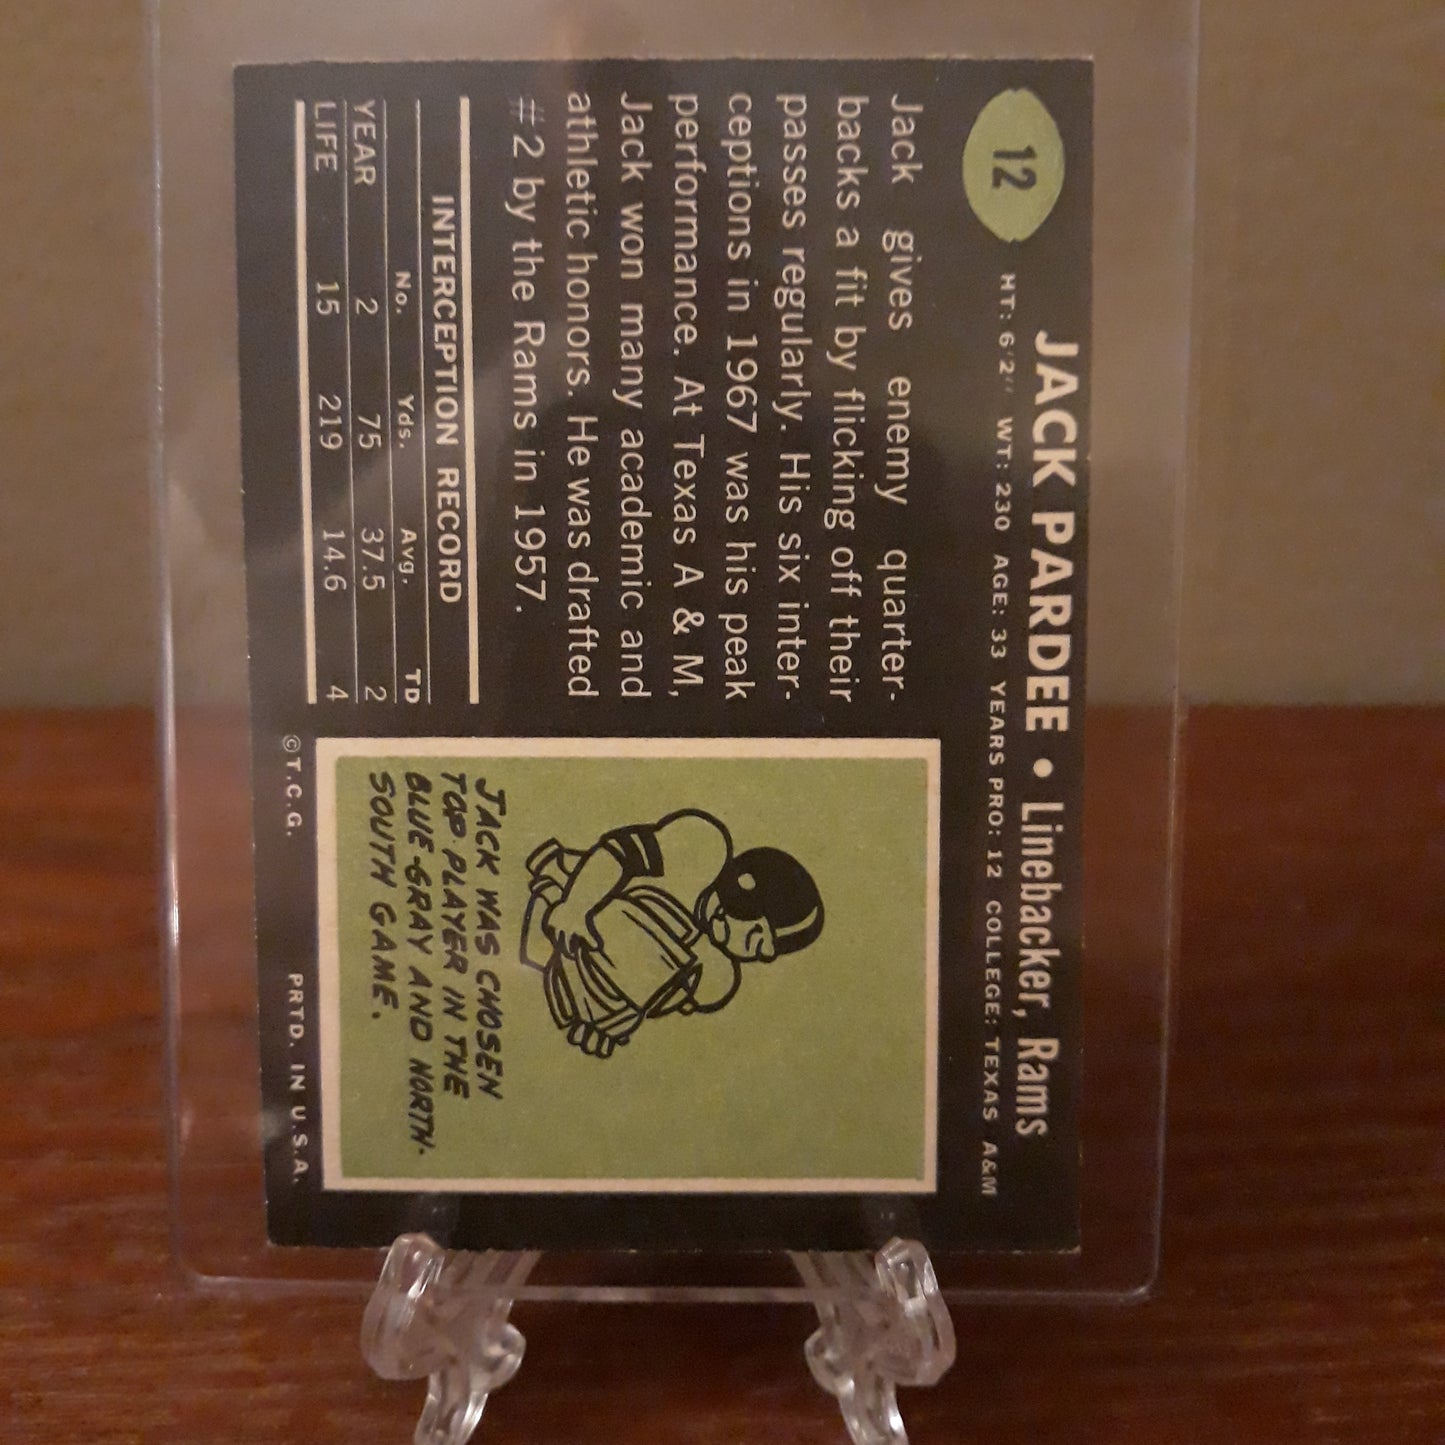 12
JACK PARDEE • Linebacker, Rams
HT: 6'2" WT: 230 AGE: 33 YEARS PRO: 12 COLLEGE: TEXAS A&M
Jack gives enemy quarter-
backs a fit by flicking off their
passes regularly. His six inter-
ceptions in 1967 was his peak
performance. At Texas A & M,
Jack won many academic and
athletic honors. He was drafted
#2 by the Rams in 1957.
INTERCEPTION RECORD
No. Yds. Avg. TD
YEAR 2 75 37.5 2
LIFE 15 219 14.6 4
JACK WAS CHOSEN
TOP PLAYER IN THE
BLUE-GRAY AND NORTH-
SOUTH GAME.
© T.C.G. PRTD. IN U.S.A.